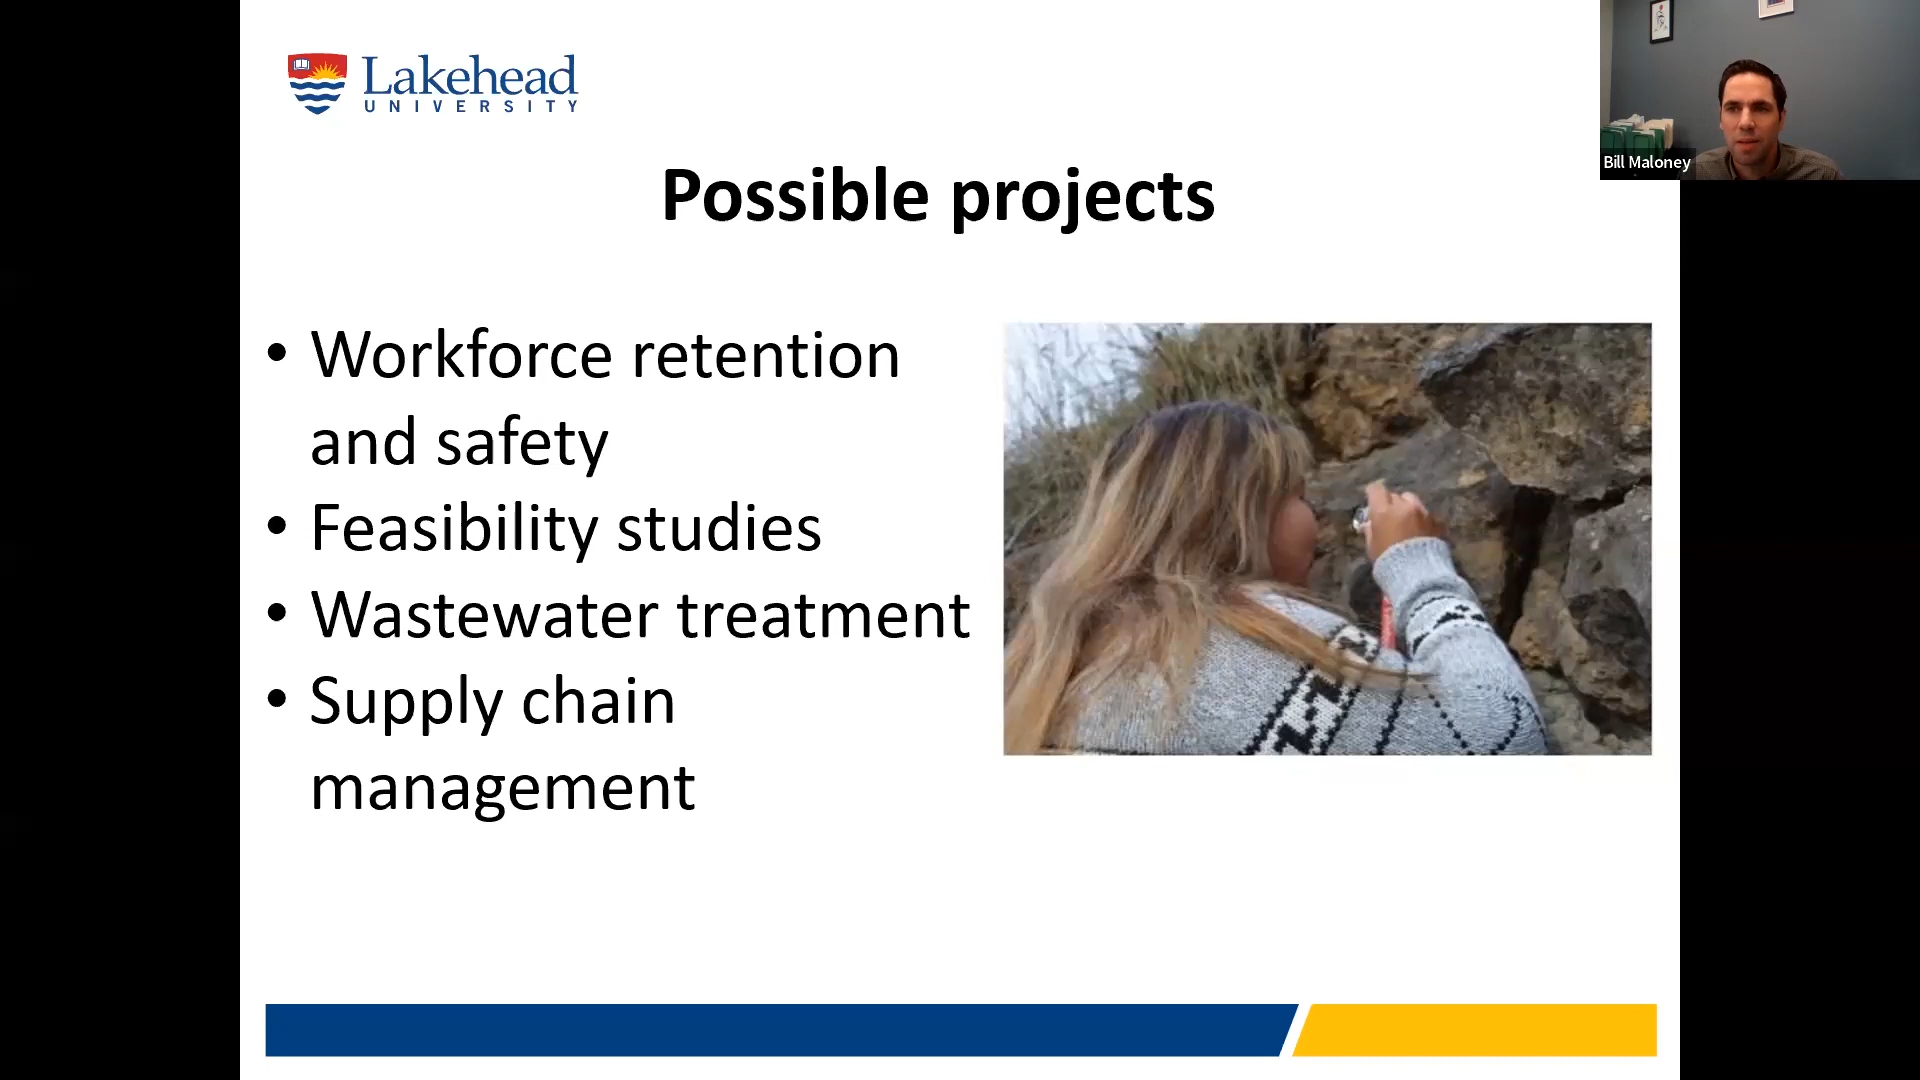 Lakehead
UNIVERSITY
Bill Maloney
Possible projects
• Workforce retention
and safety
• Feasibility studies
• Wastewater treatment
• Supply chain
management